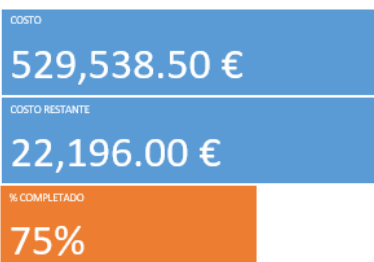 COSTO
529,538.50 €
COSTO RESTANTE
22,196.00 €
% COMPLETADO
75%